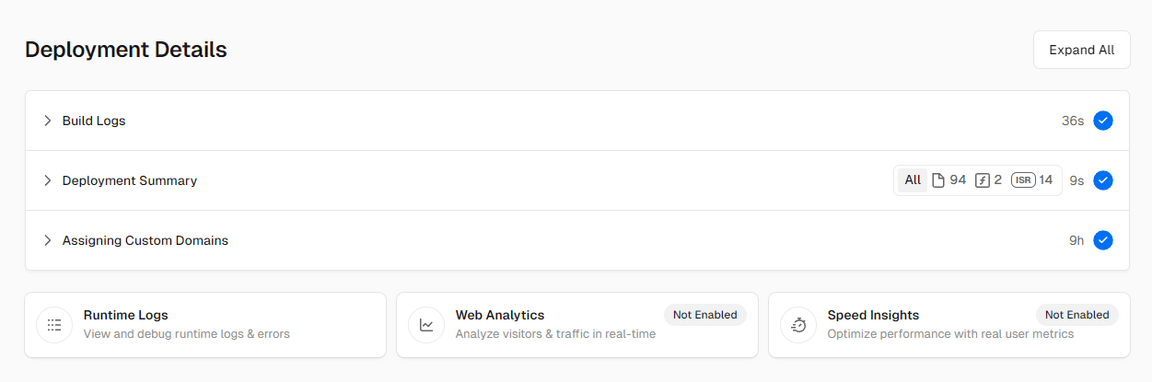 Deployment Details
Expand All
Build Logs
36s
Deployment Summary
All 94 2 ISR 14 9s
Assigning Custom Domains
9h
Runtime Logs
View and debug runtime logs & errors
Web Analytics
Not Enabled
Analyze visitors & traffic in real-time
Speed Insights
Not Enabled
Optimize performance with real user metrics